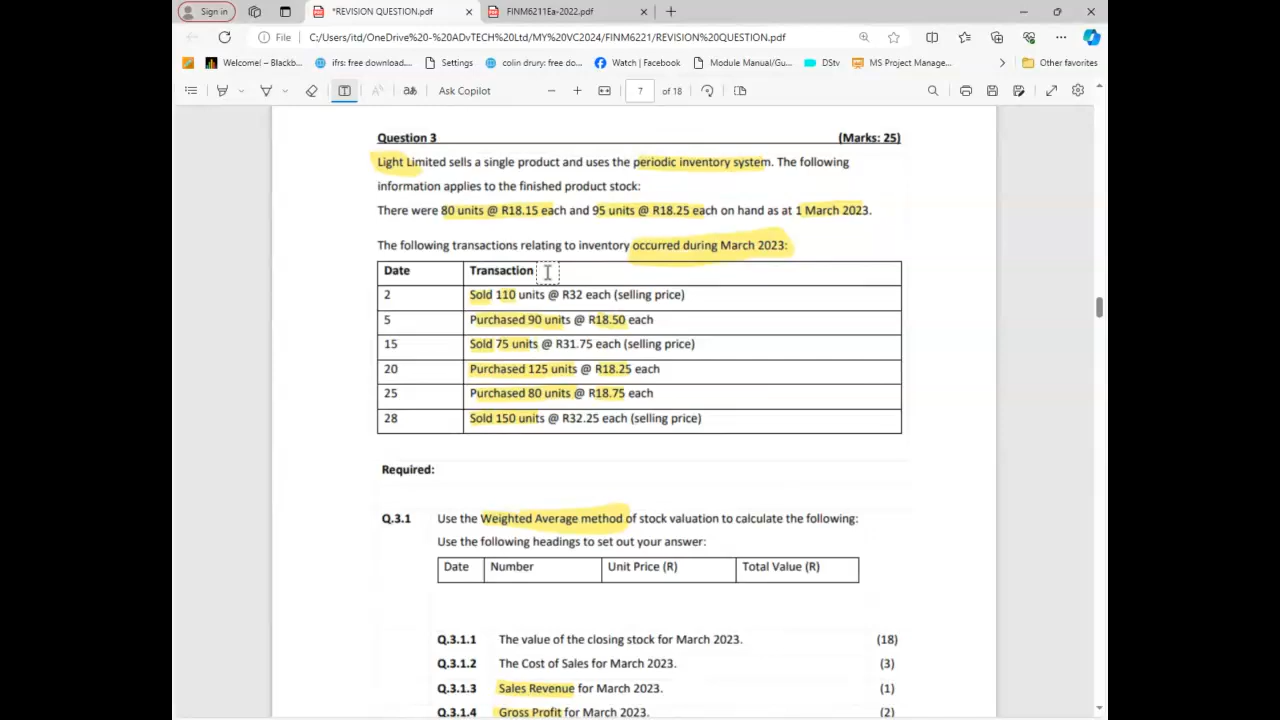 Sign in
*REVISION QUESTION.pdf
FINM6211Ea-2022.pdf
File
C:/Users/itd/OneDrive%20-%20ADvTECH%20Ltd/MY%20VC2024/FINM6221/REVISION%20QUESTION.pdf
Welcome! – Blackb...
ifrs: free download...
Settings
colin drury: free do...
Watch | Facebook
Module Manual/Gu...
DStv
MS Project Manage...
Other favorites
Ask Copilot
7 of 18
Question 3 (Marks: 25)
Light Limited sells a single product and uses the periodic inventory system. The following
information applies to the finished product stock:
There were 80 units @ R18.15 each and 95 units @ R18.25 each on hand as at 1 March 2023.
The following transactions relating to inventory occurred during March 2023:
Date Transaction
2 Sold 110 units @ R32 each (selling price)
5 Purchased 90 units @ R18.50 each
15 Sold 75 units @ R31.75 each (selling price)
20 Purchased 125 units @ R18.25 each
25 Purchased 80 units @ R18.75 each
28 Sold 150 units @ R32.25 each (selling price)
Required:
Q.3.1 Use the Weighted Average method of stock valuation to calculate the following:
Use the following headings to set out your answer:
Date Number Unit Price (R) Total Value (R)
Q.3.1.1 The value of the closing stock for March 2023. (18)
Q.3.1.2 The Cost of Sales for March 2023. (3)
Q.3.1.3 Sales Revenue for March 2023. (1)
Q.3.1.4 Gross Profit for March 2023. (2)